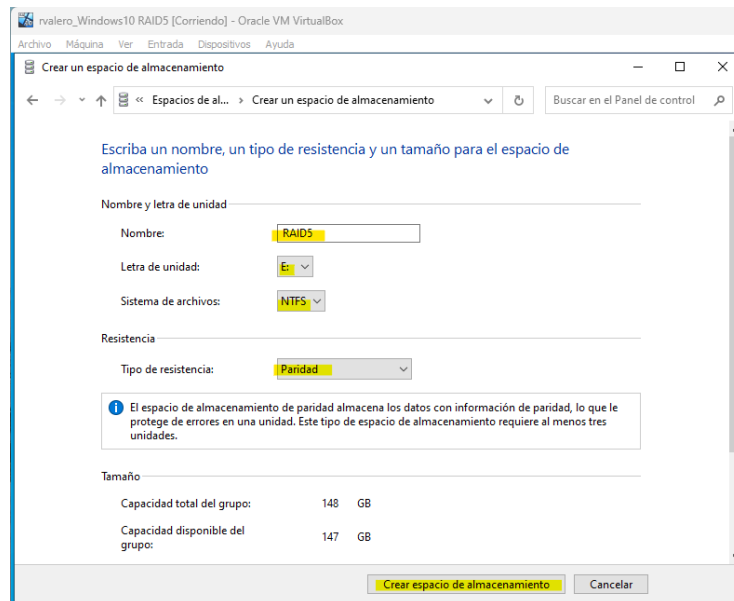 rvalero_Windows10 RAID5 [Corriendo] - Oracle VM VirtualBox
Archivo Máquina Ver Entrada Dispositivos Ayuda
Crear un espacio de almacenamiento
« Espacios de al... > Crear un espacio de almacenamiento
Buscar en el Panel de control
Escriba un nombre, un tipo de resistencia y un tamaño para el espacio de
almacenamiento
Nombre y letra de unidad
Nombre: RAID5
Letra de unidad: E:
Sistema de archivos: NTFS
Resistencia
Tipo de resistencia: Paridad
El espacio de almacenamiento de paridad almacena los datos con información de paridad, lo que le
protege de errores en una unidad. Este tipo de espacio de almacenamiento requiere al menos tres
unidades.
Tamaño
Capacidad total del grupo: 148 GB
Capacidad disponible del
grupo: 147 GB
Crear espacio de almacenamiento Cancelar